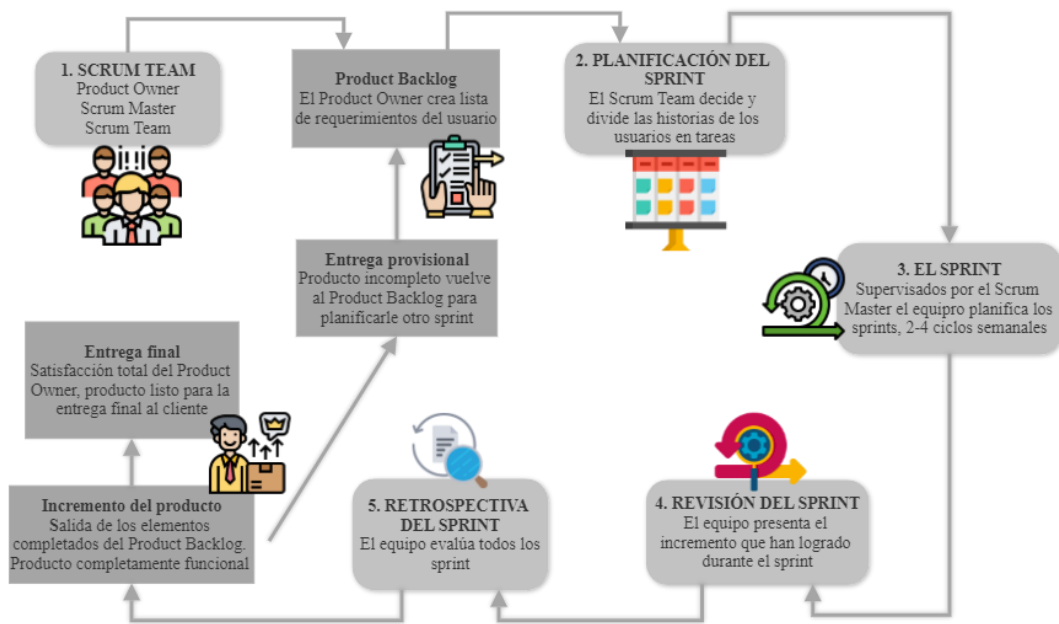 1. SCRUM TEAM
Product Owner
Scrum Master
Scrum Team
Product Backlog
El Product Owner crea lista
de requerimientos del usuario
2. PLANIFICACIÓN DEL
SPRINT
El Scrum Team decide y
divide las historias de los
usuarios en tareas
3. EL SPRINT
Supervisados por el Scrum
Master el equipro planifica los
sprints, 2-4 ciclos semanales
4. REVISIÓN DEL SPRINT
El equipo presenta el
incremento que han logrado
durante el sprint
5. RETROSPECTIVA
DEL SPRINT
El equipo evalúa todos los
sprint
Incremento del producto
Salida de los elementos
completados del Product Backlog.
Producto completamente funcional
Entrega provisional
Producto incompleto vuelve
al Product Backlog para
planificarle otro sprint
Entrega final
Satisfacción total del Product
Owner, producto listo para la
entrega final al cliente